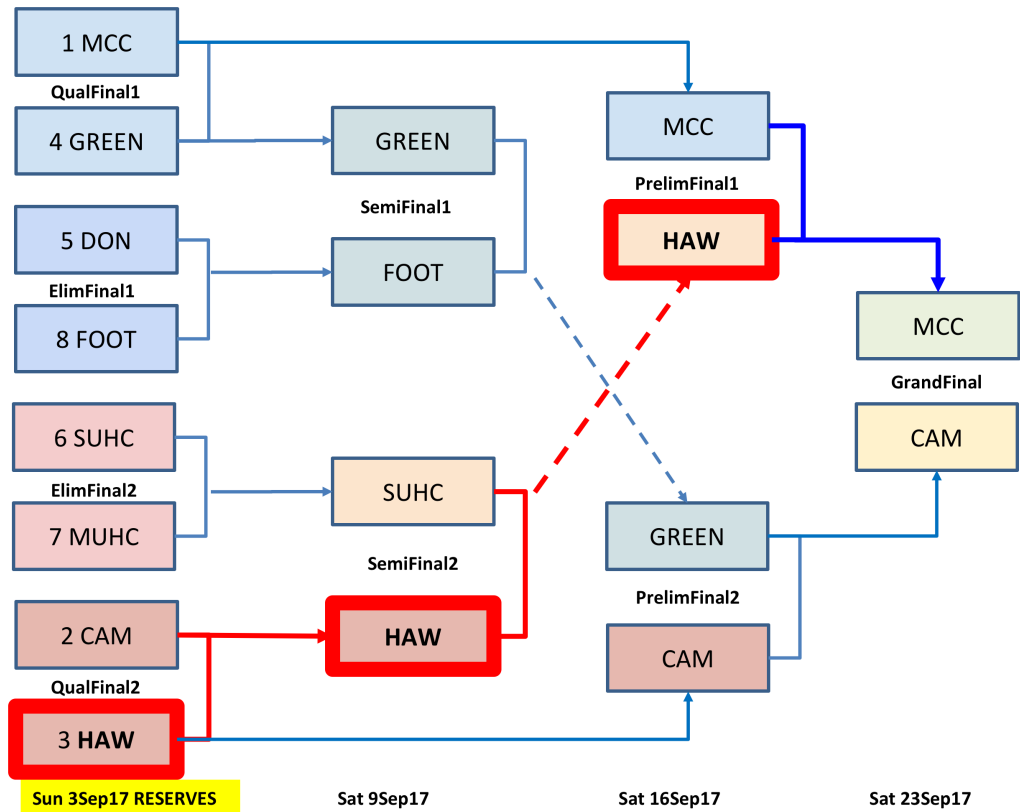 1 MCC
QualFinal1
4 GREEN
5 DON
ElimFinal1
8 FOOT
6 SUHC
ElimFinal2
7 MUHC
2 CAM
QualFinal2
3 HAW
Sun 3Sep17 RESERVES
GREEN
SemiFinal1
FOOT
SUHC
SemiFinal2
HAW
Sat 9Sep17
MCC
PrelimFinal1
HAW
GREEN
PrelimFinal2
CAM
Sat 16Sep17
MCC
GrandFinal
CAM
Sat 23Sep17